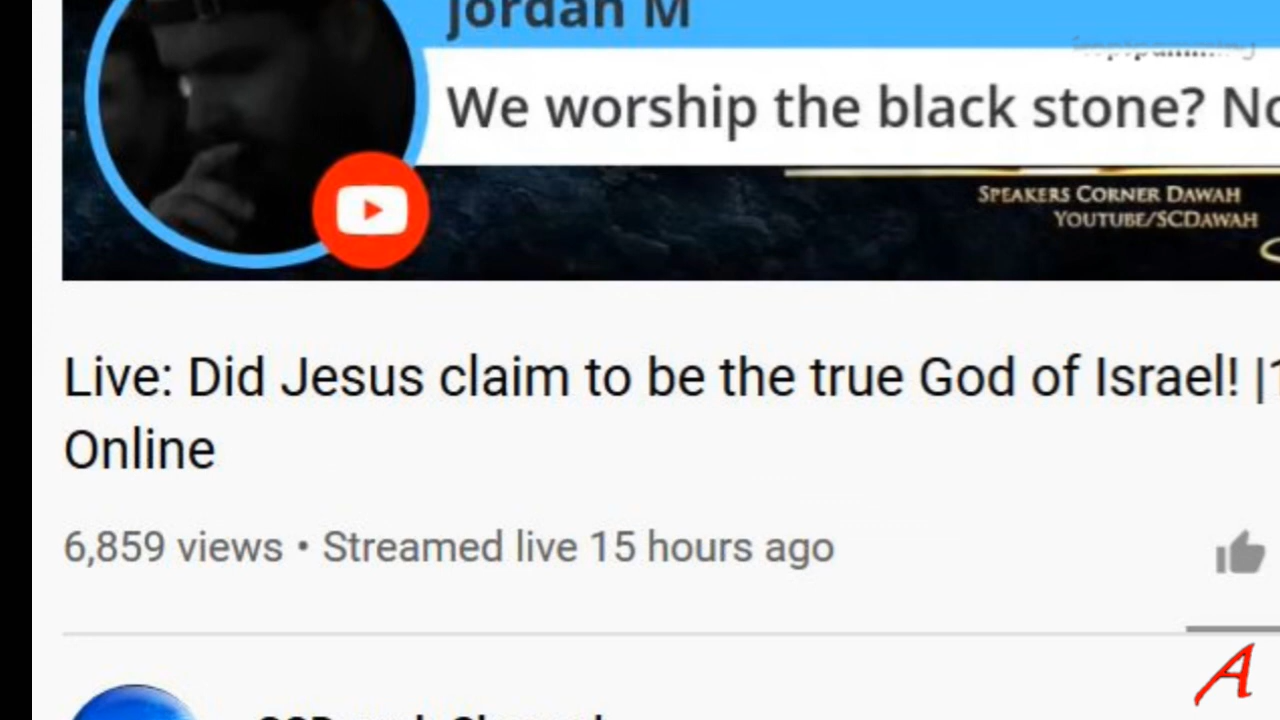 jordan M
We worship the black stone? No
SPEAKERS CORNER DAWAH
YOUTUBE/SCDAWAH
Live: Did Jesus claim to be the true God of Israel! |1
Online
6,859 views • Streamed live 15 hours ago
A